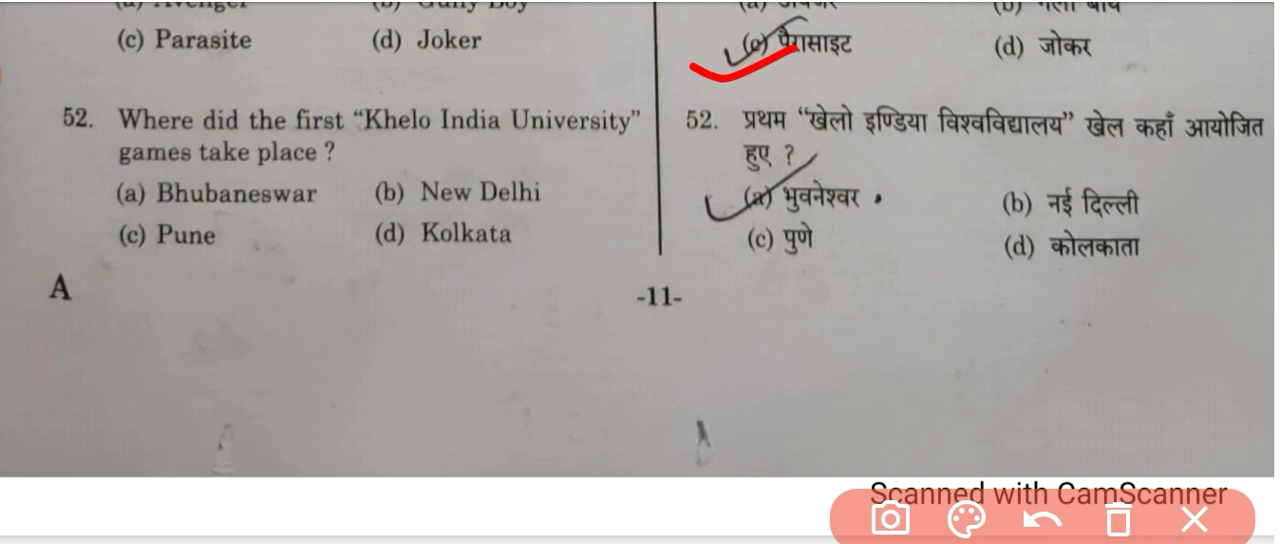 (c) Parasite (d) Joker
52. Where did the first “Khelo India University”
games take place ?
(a) Bhubaneswar (b) New Delhi
(c) Pune (d) Kolkata
A
(c) पैरासाइट (d) जोकर
52. प्रथम “खेलो इण्डिया विश्वविद्यालय” खेल कहाँ आयोजित
हुए ?
(a) भुवनेश्वर (b) नई दिल्ली
(c) पुणे (d) कोलकाता
-11-
Scanned with CamScanner